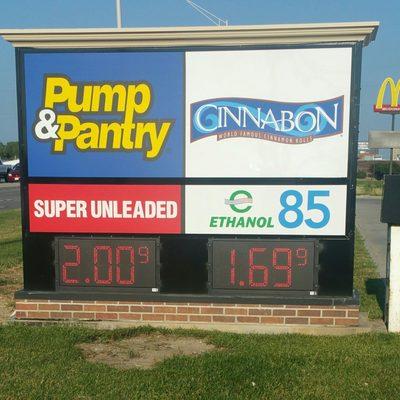 Pump
& Pantry
CINNABON
WORLD FAMOUS CINNAMON ROLLS
SUPER UNLEADED
ETHANOL 85
2.00 9
1.69 9